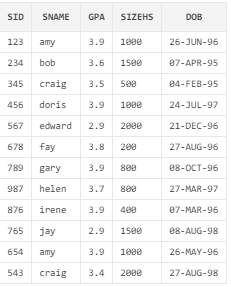 SID SNAME GPA SIZEHS DOB
123 amy 3.9 1000 26-JUN-96
234 bob 3.6 1500 07-APR-95
345 craig 3.5 500 04-FEB-95
456 doris 3.9 1000 24-JUL-97
567 edward 2.9 2000 21-DEC-96
678 fay 3.8 200 27-AUG-96
789 gary 3.9 800 08-OCT-96
987 helen 3.7 800 27-MAR-97
876 irene 3.9 400 07-MAR-96
765 jay 2.9 1500 08-AUG-98
654 amy 3.9 1000 26-MAY-96
543 craig 3.4 2000 27-AUG-98